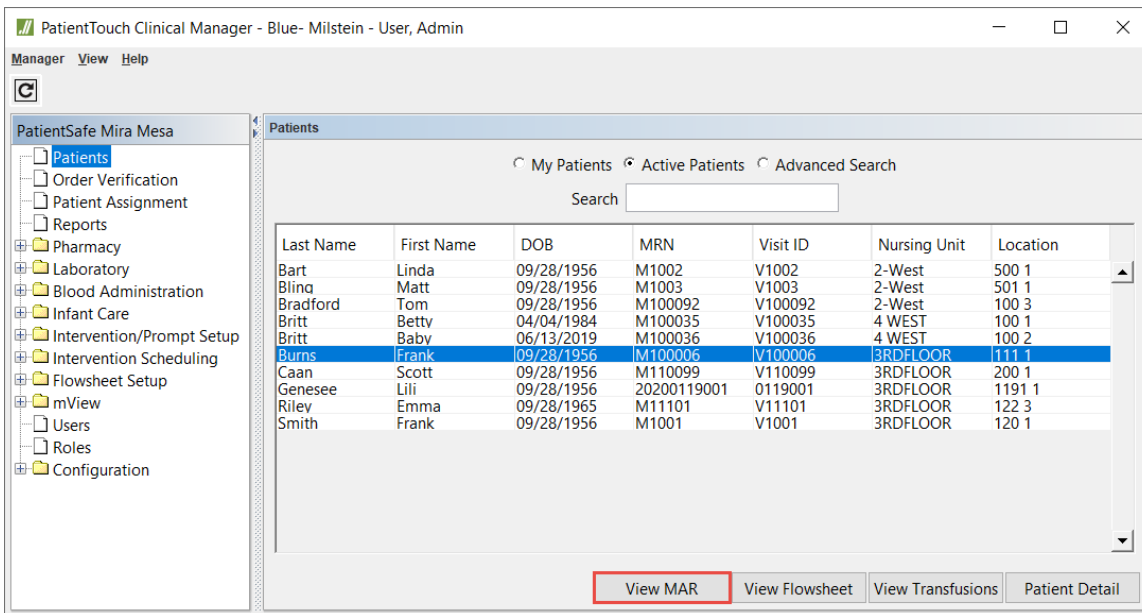 PatientTouch Clinical Manager - Blue- Milstein - User, Admin
Manager View Help
PatientSafe Mira Mesa
Patients
Order Verification
Patient Assignment
Reports
Pharmacy
Laboratory
Blood Administration
Infant Care
Intervention/Prompt Setup
Intervention Scheduling
Flowsheet Setup
mView
Users
Roles
Configuration
Patients
My Patients Active Patients Advanced Search
Search
Last Name First Name DOB MRN Visit ID Nursing Unit Location
Bart Linda 09/28/1956 M1002 V1002 2-West 500 1
Bling Matt 09/28/1956 M1003 V1003 2-West 501 1
Bradford Tom 09/28/1956 M100092 V100092 2-West 100 3
Britt Betty 04/04/1984 M100035 V100035 4 WEST 100 1
Britt Baby 06/13/2019 M100036 V100036 4 WEST 100 2
Burns Frank 09/28/1956 M100006 V100006 3RDFLOOR 111 1
Caan Scott 09/28/1956 M110099 V110099 3RDFLOOR 200 1
Genesee Lili 09/28/1956 20200119001 0119001 3RDFLOOR 1191 1
Riley Emma 09/28/1965 M11101 V11101 3RDFLOOR 122 3
Smith Frank 09/28/1956 M1001 V1001 3RDFLOOR 120 1
View MAR View Flowsheet View Transfusions Patient Detail